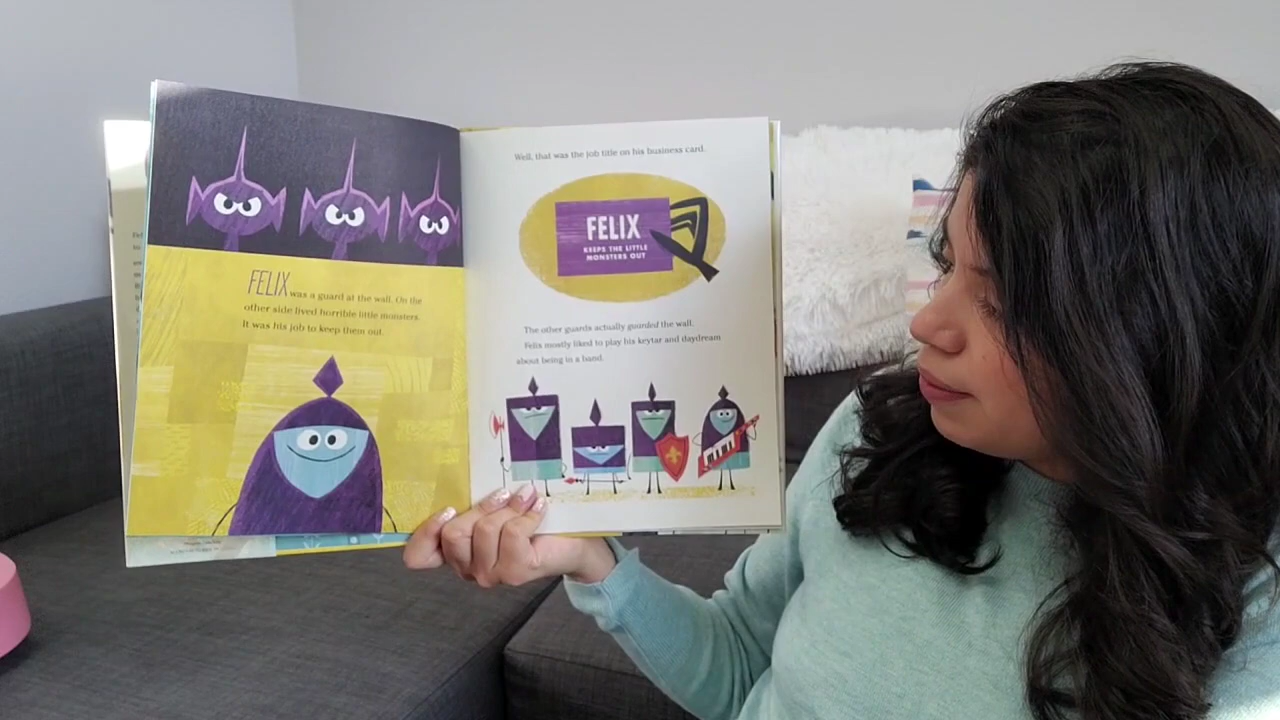 FELIX was a guard at the wall. On the
other side lived horrible little monsters.
It was his job to keep them out.
Well, that was the job title on his business card.
FELIX
KEEPS THE LITTLE
MONSTERS OUT
The other guards actually guarded the wall.
Felix mostly liked to play his keytar and daydream
about being in a band.